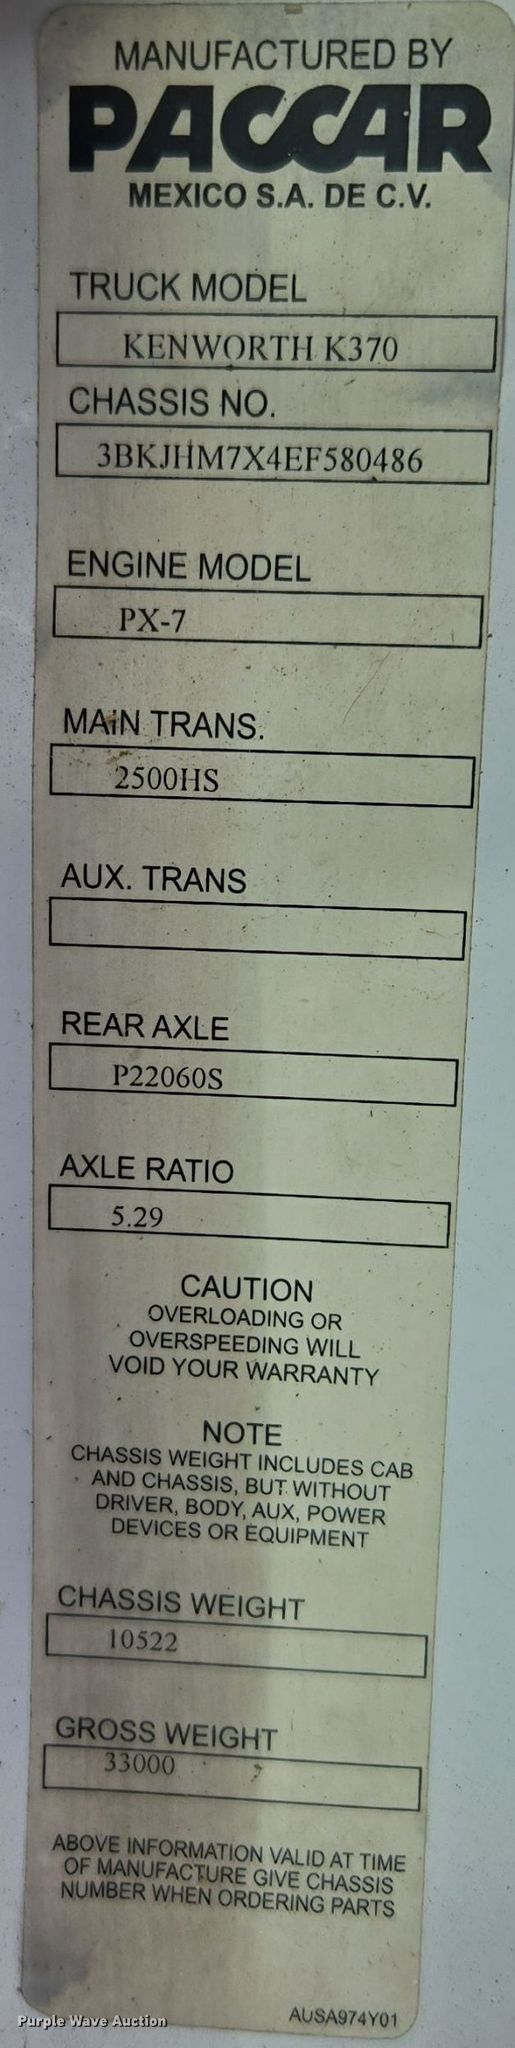 MANUFACTURED BY
PACCAR
MEXICO S.A. DE C.V.
TRUCK MODEL
KENWORTH K370
CHASSIS NO.
3BKJHM7X4EF580486
ENGINE MODEL
PX-7
MAIN TRANS.
2500HS
AUX. TRANS
REAR AXLE
P22060S
AXLE RATIO
5.29
CAUTION
OVERLOADING OR
OVERSPEEDING WILL
VOID YOUR WARRANTY
NOTE
CHASSIS WEIGHT INCLUDES CAB
AND CHASSIS, BUT WITHOUT
DRIVER, BODY, AUX, POWER
DEVICES OR EQUIPMENT
CHASSIS WEIGHT
10522
GROSS WEIGHT
33000
ABOVE INFORMATION VALID AT TIME
OF MANUFACTURE GIVE CHASSIS
NUMBER WHEN ORDERING PARTS
AUSA974Y01
Purple Wave Auction